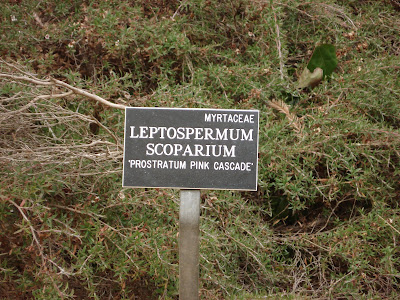 MYRTACEAE
LEPTOSPERMUM
SCOPARIUM
'PROSTRATUM PINK CASCADE'